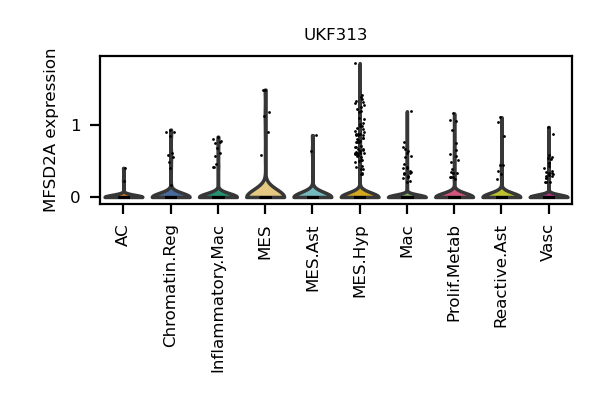 UKF313
MFSD2A expression
1
0
AC
Chromatin.Reg
Inflammatory.Mac
MES
MES.Ast
MES.Hyp
Mac
Prolif.Metab
Reactive.Ast
Vasc